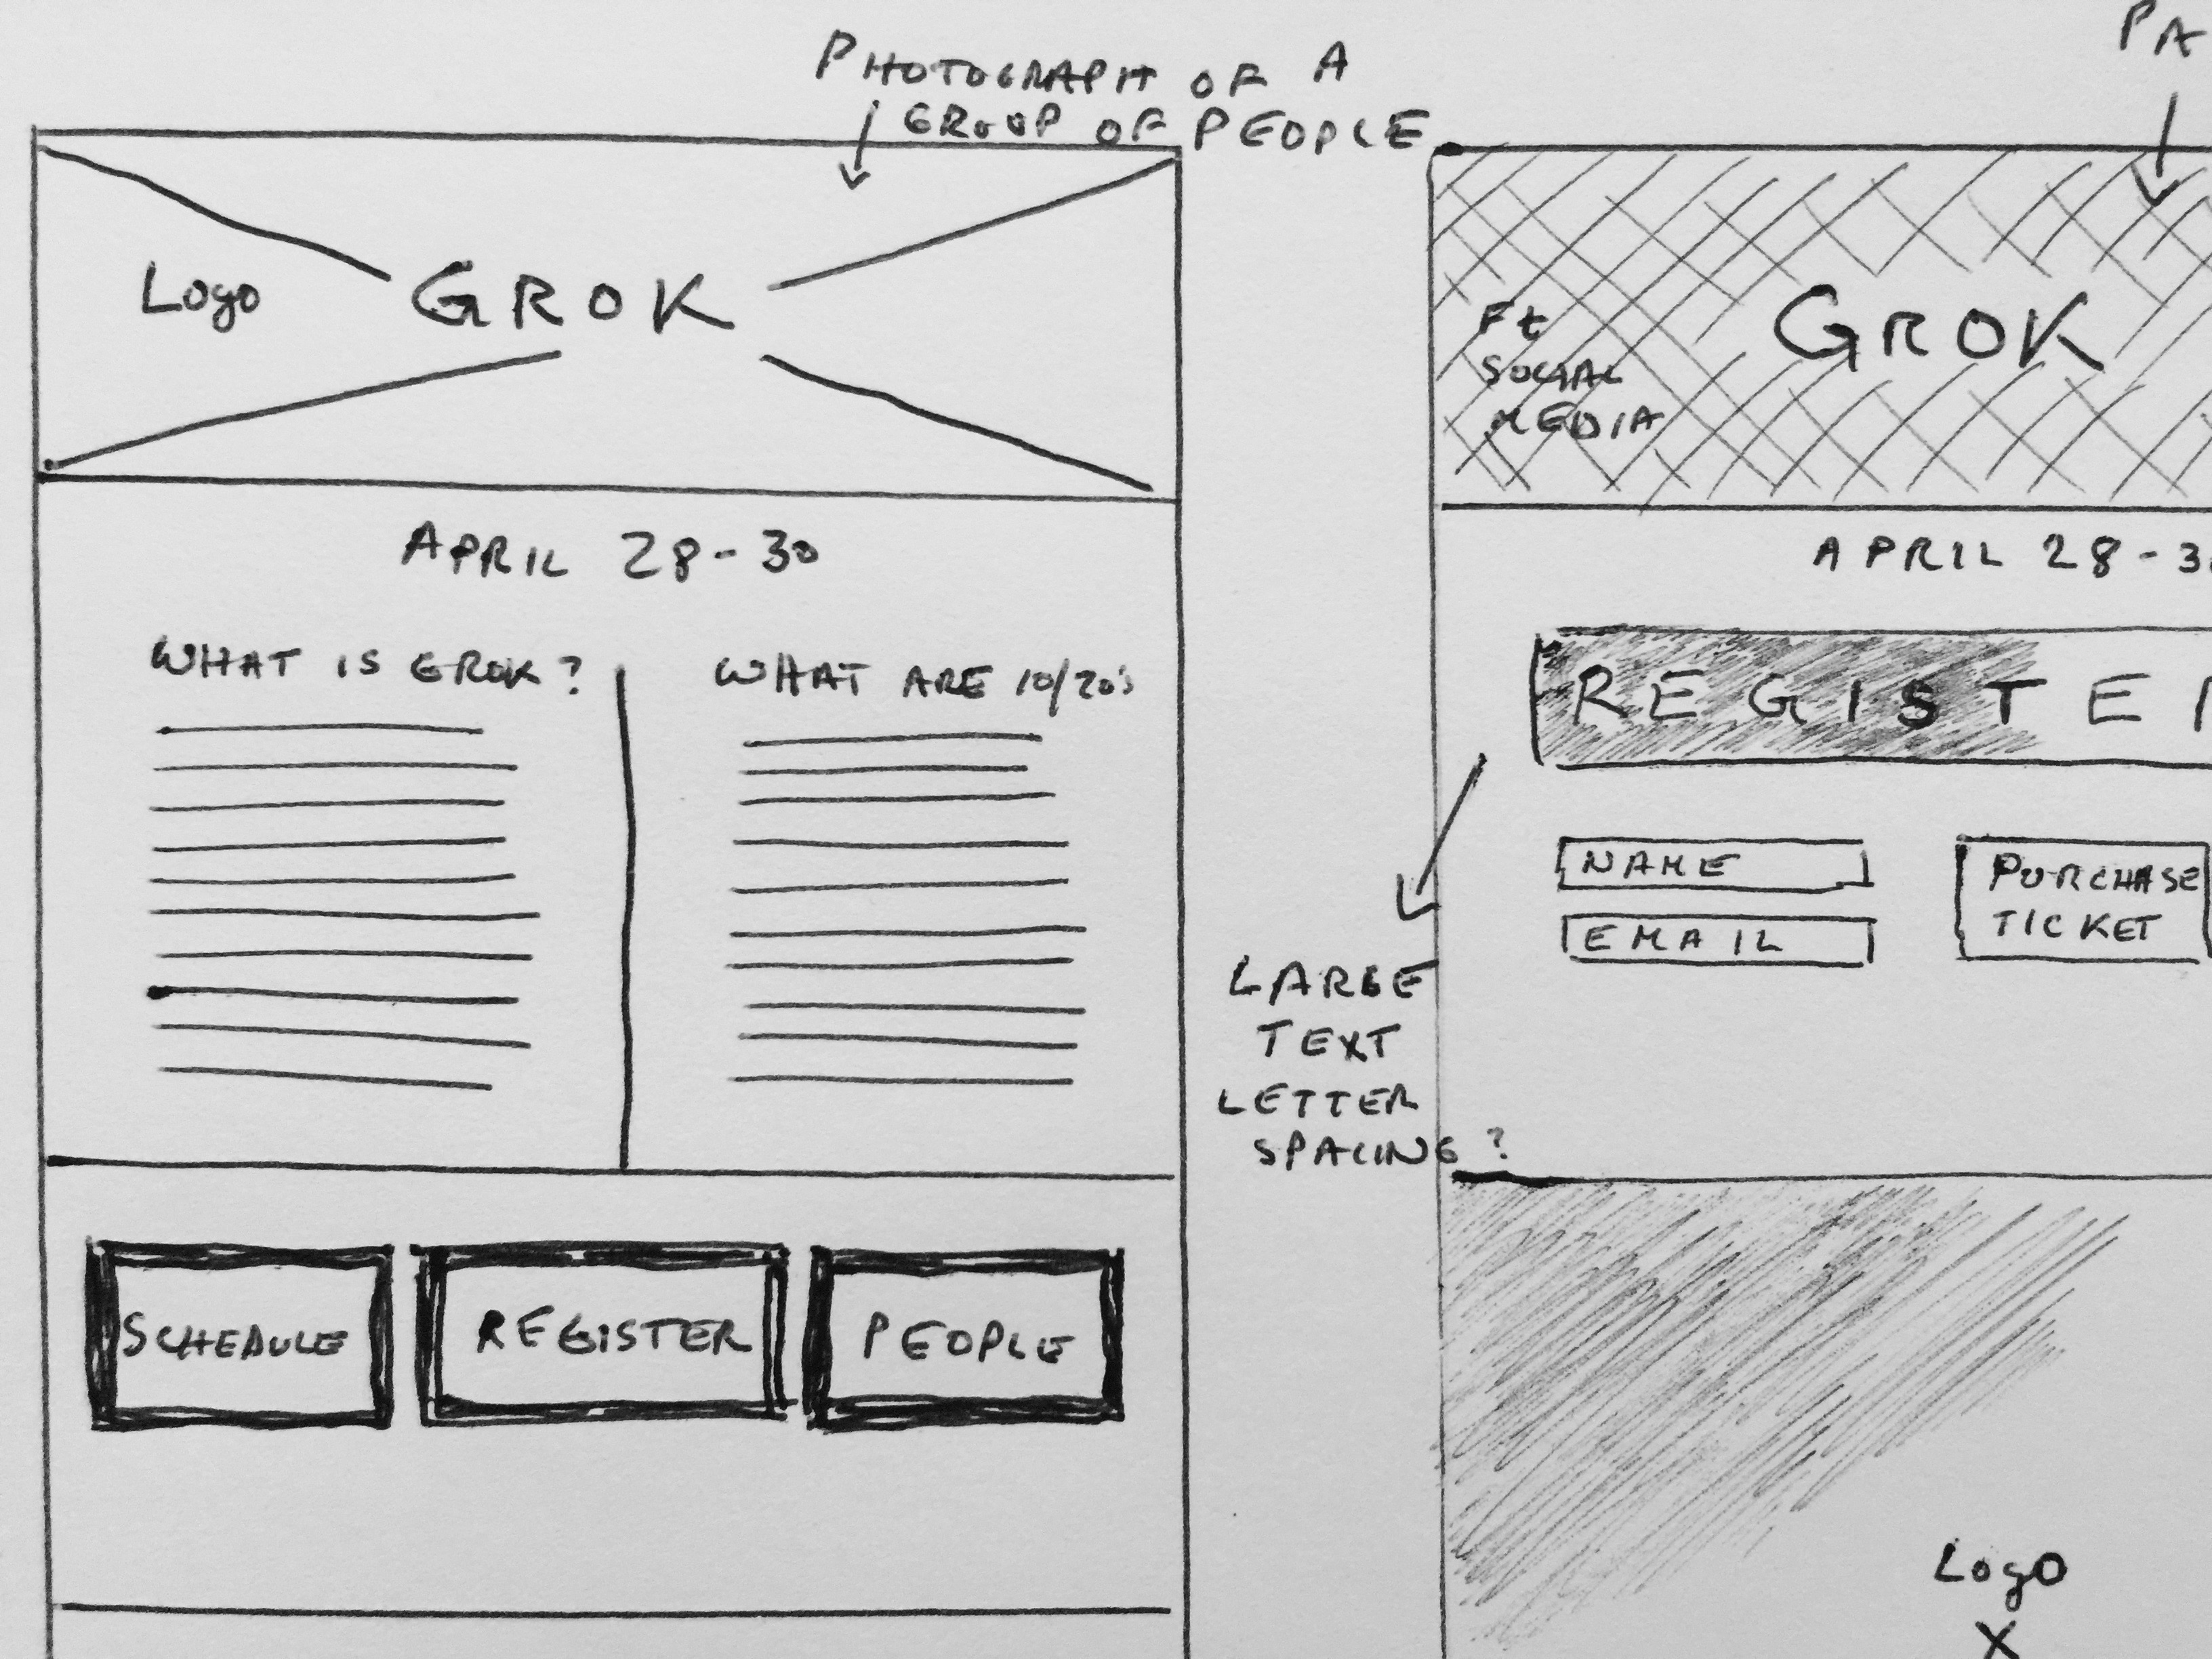 PHOTOGRAPH OF A
GROUP OF PEOPLE
Logo GROK
APRIL 28-30
WHAT IS GROK?
WHAT ARE 10/20's
SCHEDULE
REGISTER
PEOPLE
LARGE
TEXT
LETTER
SPACING?
PA
GROK
Ft
SOCIAL
MEDIA
APRIL 28-3
REGISTER
NAME
EMAIL
PURCHASE
TICKET
Logo
X